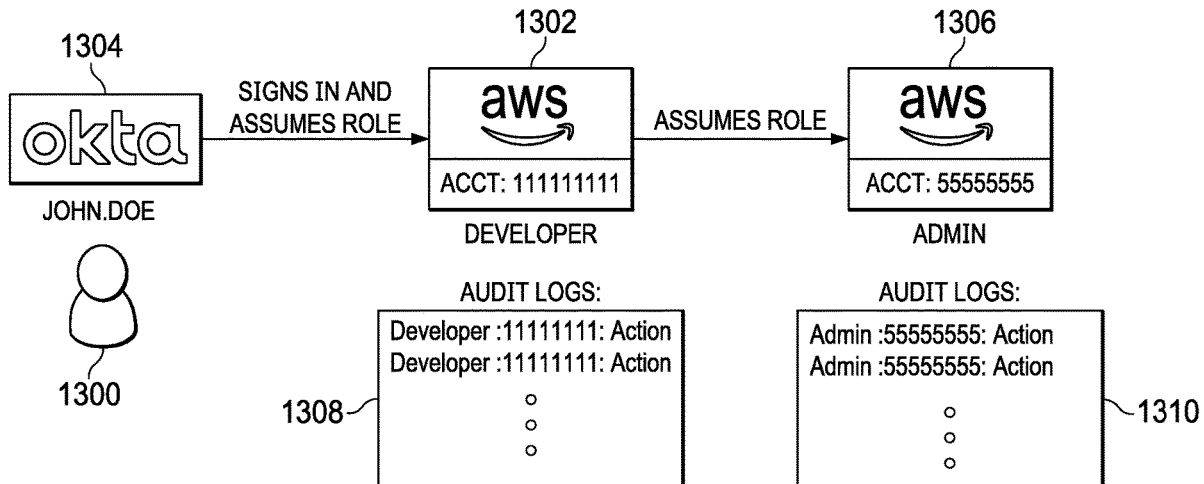 1304
1302
1306
okta
SIGNS IN AND
ASSUMES ROLE
aws
ASSUMES ROLE
aws
ACCT: 111111111
ACCT: 55555555
JOHN.DOE
DEVELOPER
ADMIN
AUDIT LOGS:
Developer :11111111: Action
Developer :11111111: Action
AUDIT LOGS:
Admin :55555555: Action
Admin :55555555: Action
1300
1308
1310